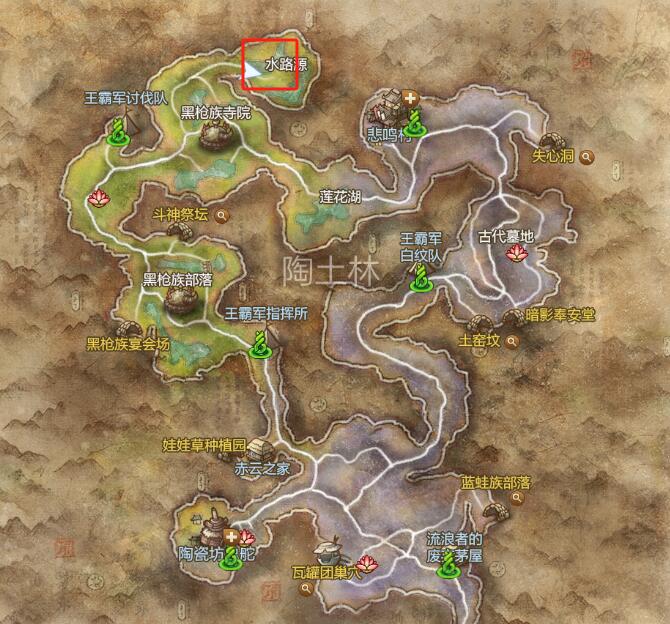 水路源
王霸军讨伐队
黑枪族寺院
悲鸣村
失心洞
莲花湖
斗神祭坛
王霸军
白纹队
古代墓地
陶土林
黑枪族部落
王霸军指挥所
暗影奉安堂
土窑坟
黑枪族宴会场
娃娃草种植园
赤云之家
蓝蛙族部落
流浪者的
废弃茅屋
瓦罐团巢穴